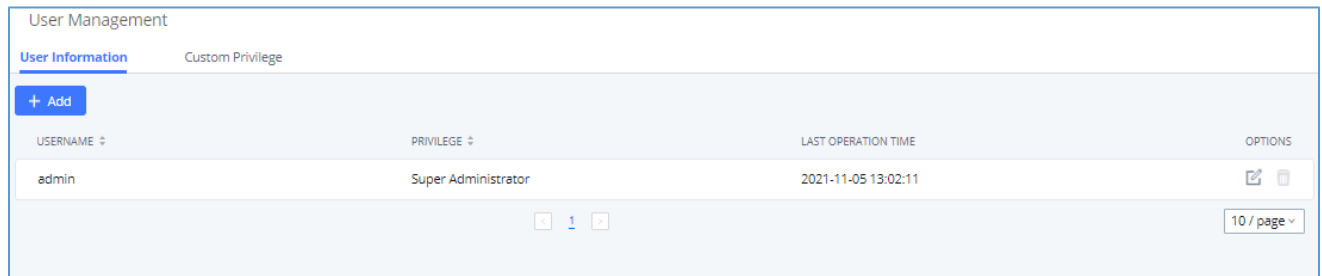 User Management
User Information Custom Privilege
+ Add
USERNAME PRIVILEGE LAST OPERATION TIME OPTIONS
admin Super Administrator 2021-11-05 13:02:11
< 1 >
10 / page